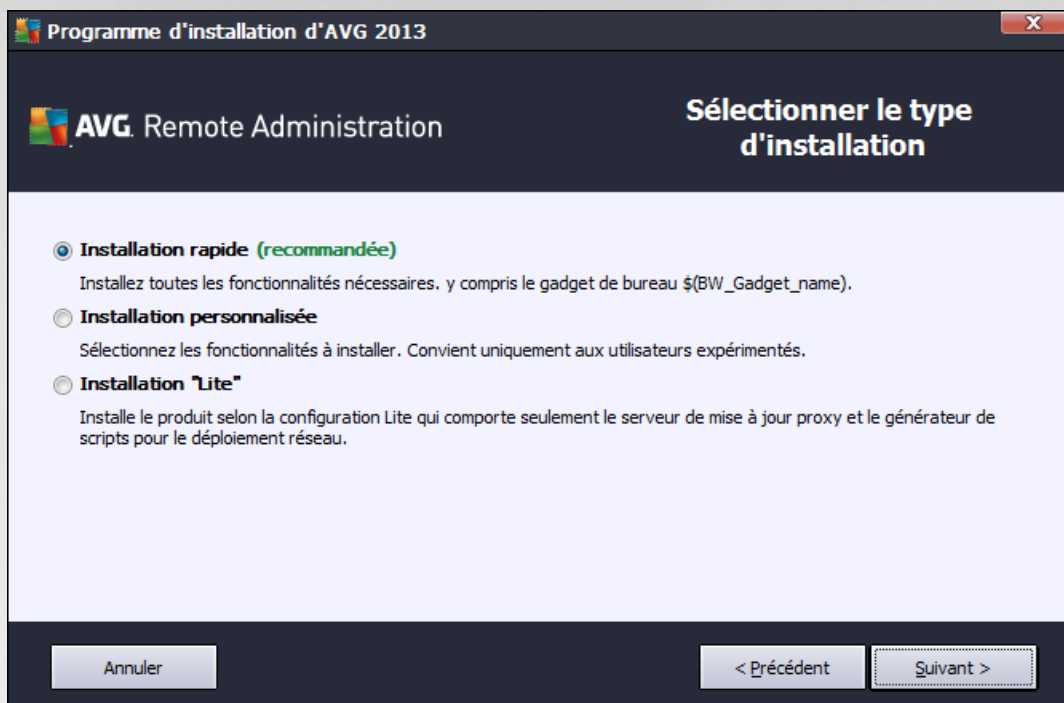 Programme d'installation d'AVG 2013
X
AVG. Remote Administration
Sélectionner le type
d'installation
Installation rapide (recommandée)
Installez toutes les fonctionnalités nécessaires. y compris le gadget de bureau $(BW_Gadget_name).
Installation personnalisée
Sélectionnez les fonctionnalités à installer. Convient uniquement aux utilisateurs expérimentés.
Installation "Lite"
Installe le produit selon la configuration Lite qui comporte seulement le serveur de mise à jour proxy et le générateur de
scripts pour le déploiement réseau.
Annuler
< Précédent
Suivant >